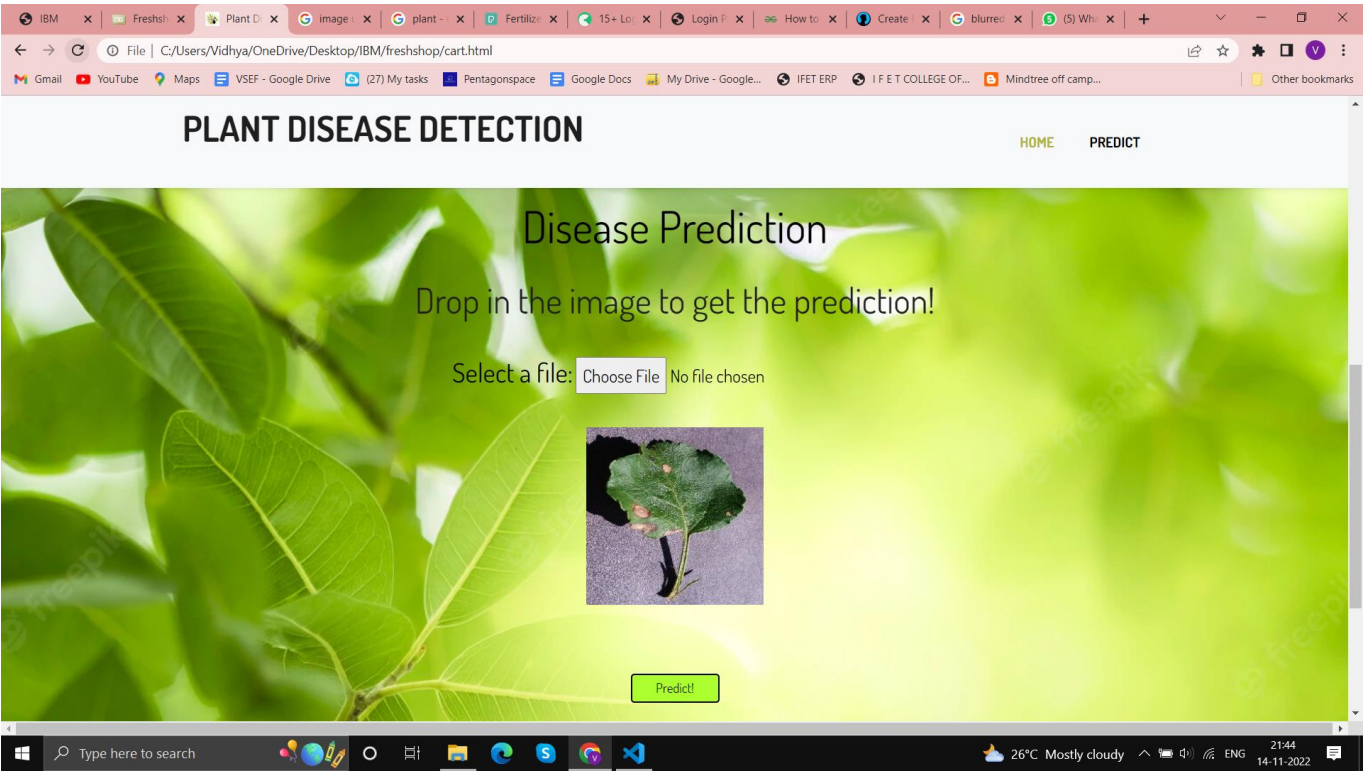 IBM Freshsh Plant Di image u plant - Fertilize 15+ Lo Login P How to Create blurred (5) Wha
File C:/Users/Vidhya/OneDrive/Desktop/IBM/freshshop/cart.html V
Gmail YouTube Maps VSEF - Google Drive (27) My tasks Pentagonspace Google Docs My Drive - Google... IFET ERP I F E T COLLEGE OF... Mindtree off camp... Other bookmarks
PLANT DISEASE DETECTION
HOME PREDICT
Disease Prediction
Drop in the image to get the prediction!
Select a file: Choose File No file chosen
Predict!
Type here to search 26°C Mostly cloudy ENG 21:44
14-11-2022